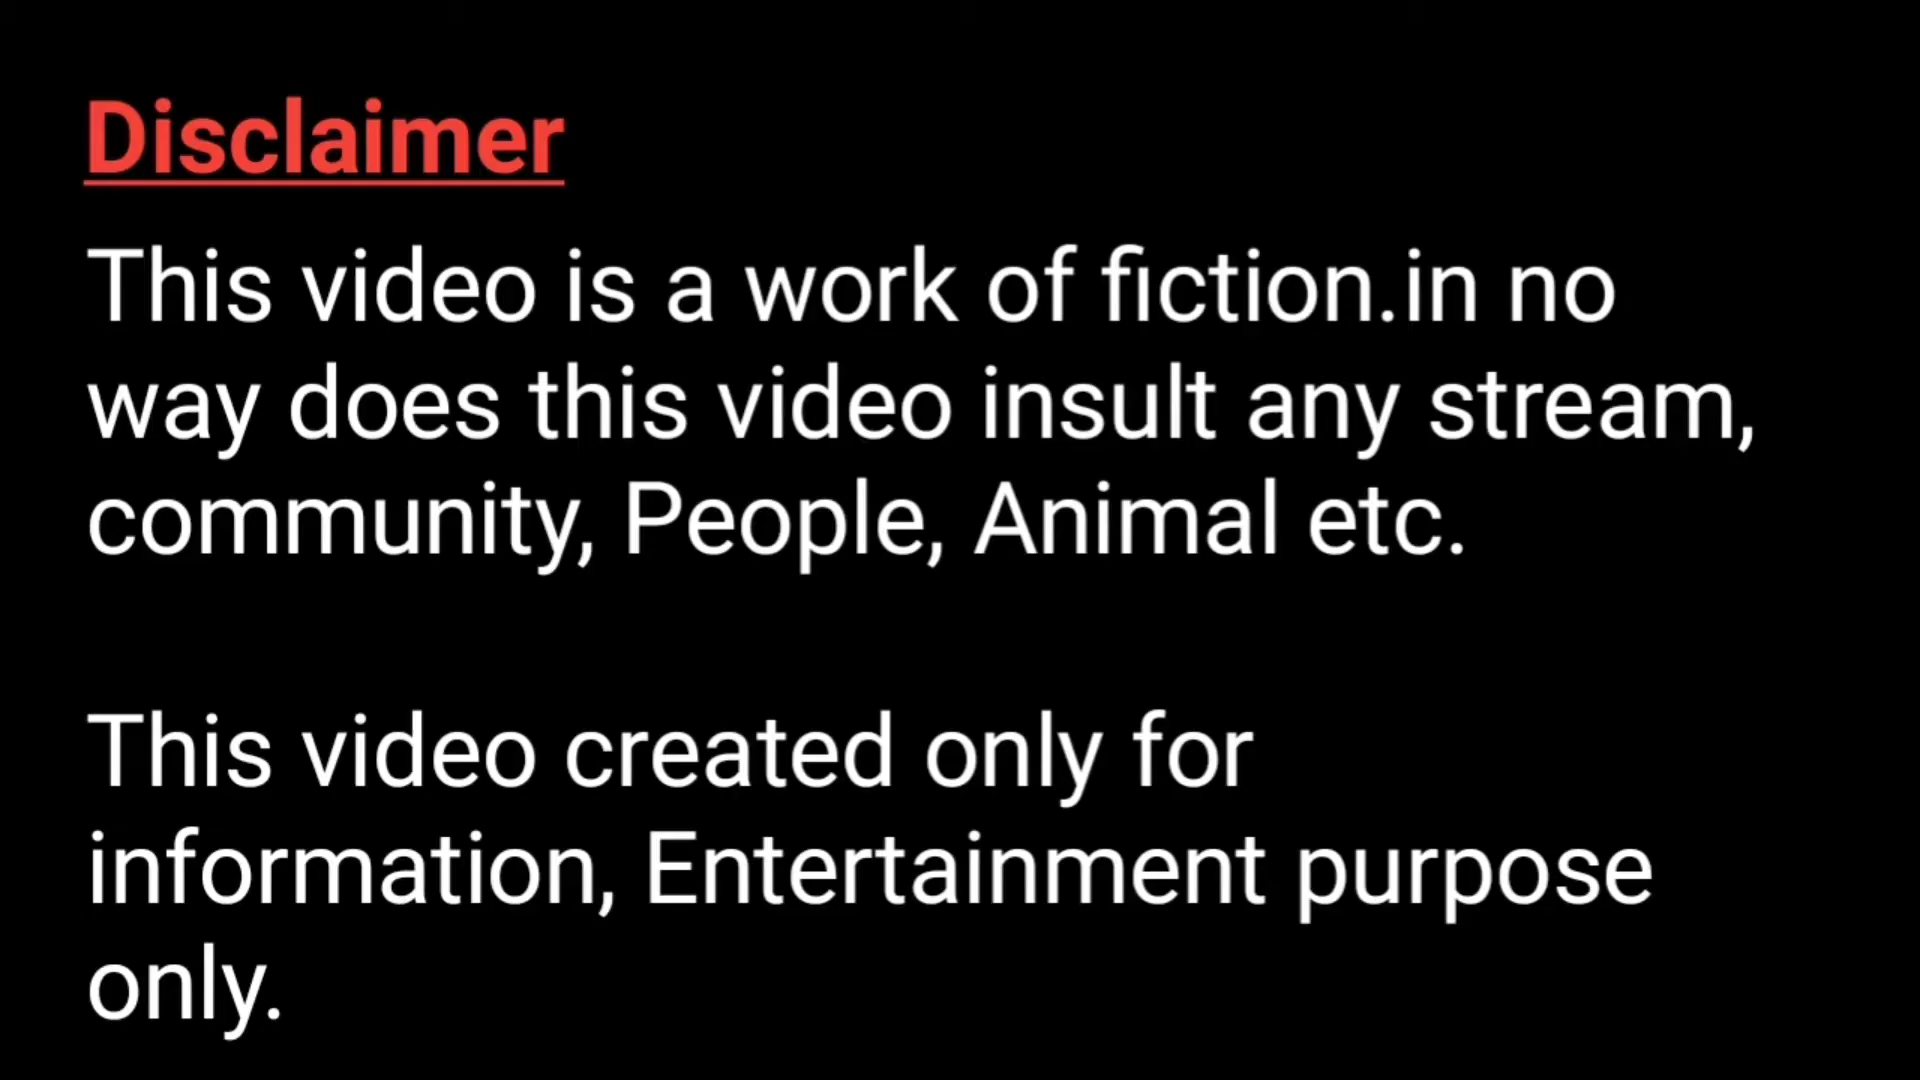 Disclaimer
This video is a work of fiction.in no
way does this video insult any stream,
community, People, Animal etc.
This video created only for
information, Entertainment purpose
only.